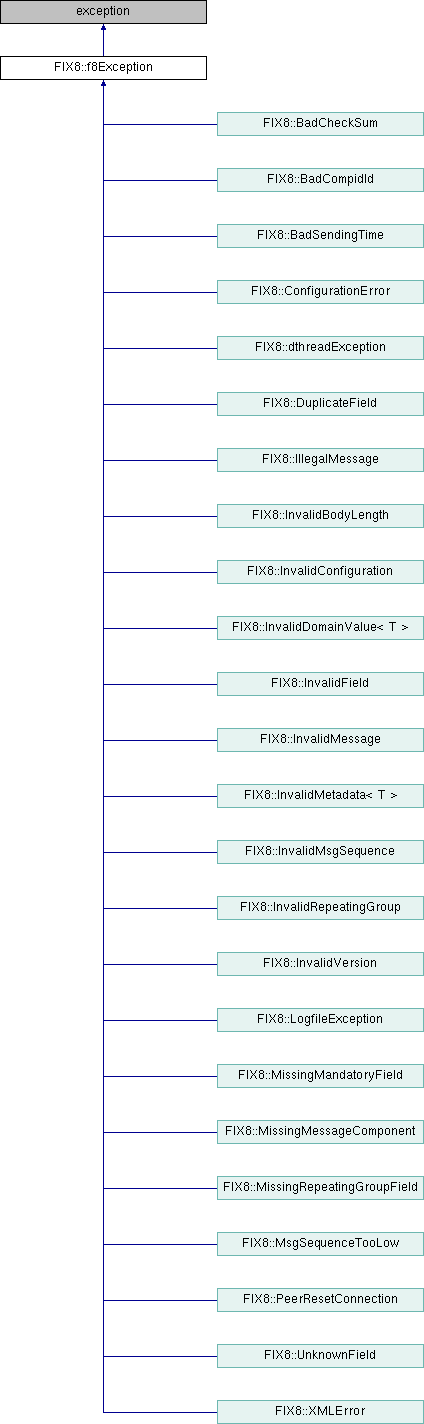 exception
FIX8::f8Exception
FIX8::BadCheckSum
FIX8::BadCompidId
FIX8::BadSendingTime
FIX8::ConfigurationError
FIX8::dthreadException
FIX8::DuplicateField
FIX8::IllegalMessage
FIX8::InvalidBodyLength
FIX8::InvalidConfiguration
FIX8::InvalidDomainValue< T >
FIX8::InvalidField
FIX8::InvalidMessage
FIX8::InvalidMetadata< T >
FIX8::InvalidMsgSequence
FIX8::InvalidRepeatingGroup
FIX8::InvalidVersion
FIX8::LogfileException
FIX8::MissingMandatoryField
FIX8::MissingMessageComponent
FIX8::MissingRepeatingGroupField
FIX8::MsgSequenceTooLow
FIX8::PeerResetConnection
FIX8::UnknownField
FIX8::XMLError